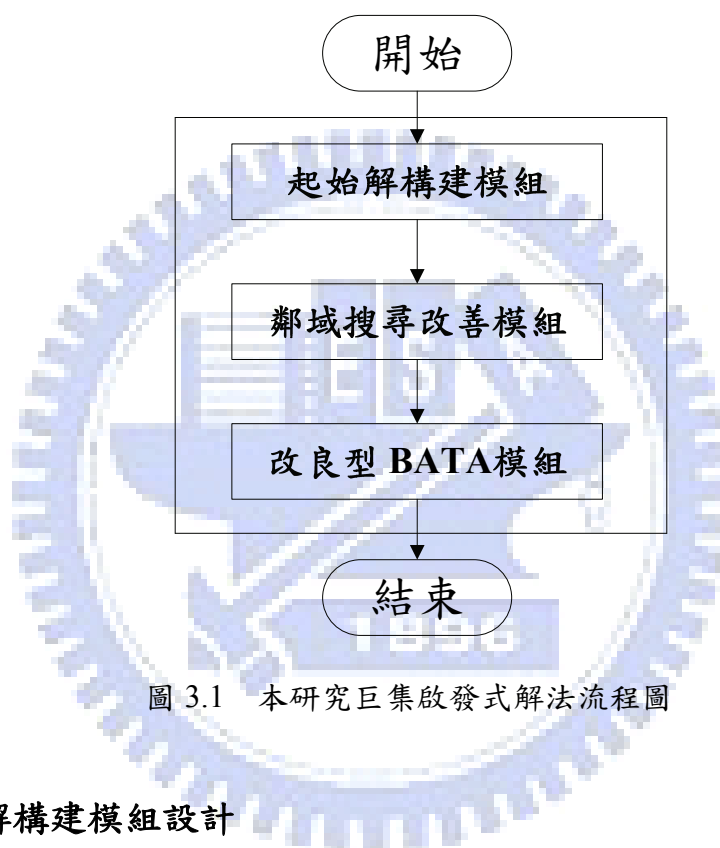 開始
起始解構建模組
鄰域搜尋改善模組
改良型 BATA模組
結束
1896
圖 3.1 本研究巨集啟發式解法流程圖
解構建模組設計